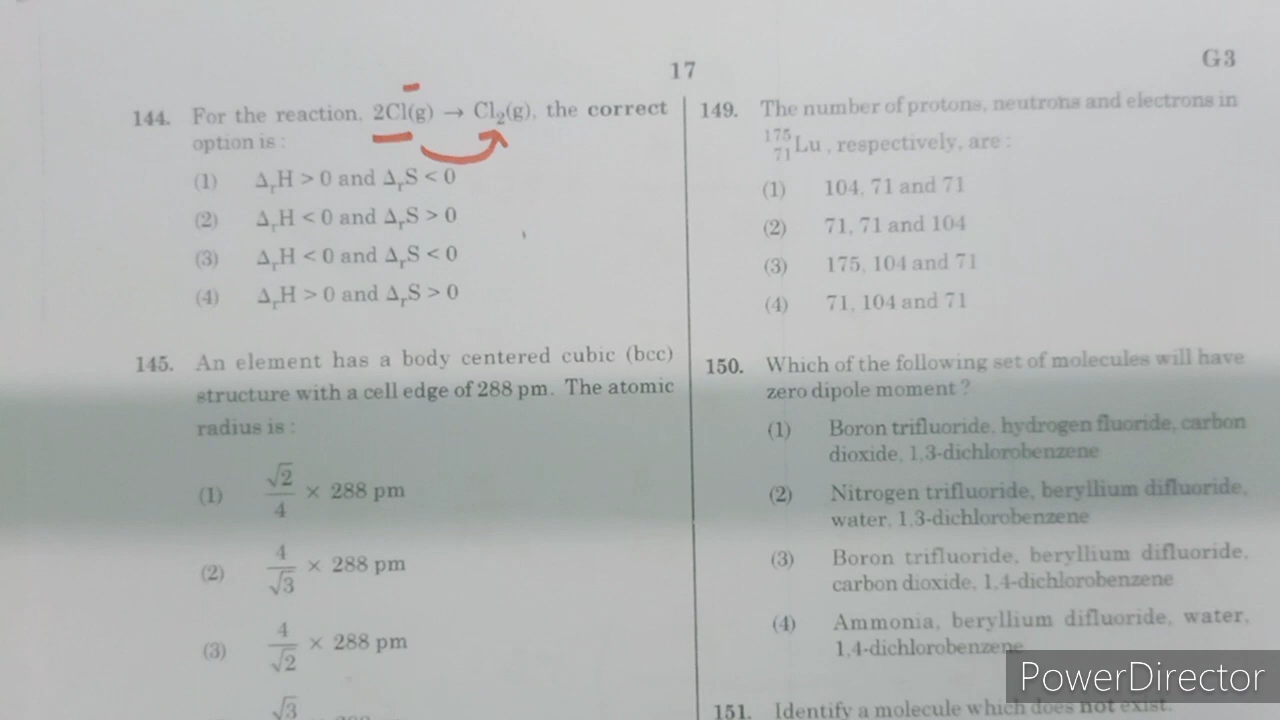 17
G3
144. For the reaction, 2Cl(g) → Cl₂(g), the correct
option is :
(1) ΔᵣH > 0 and ΔᵣS < 0
(2) ΔᵣH < 0 and ΔᵣS > 0
(3) ΔᵣH < 0 and ΔᵣS < 0
(4) ΔᵣH > 0 and ΔᵣS > 0
145. An element has a body centered cubic (bcc)
structure with a cell edge of 288 pm. The atomic
radius is :
(1) √2/4 × 288 pm
(2) 4/√3 × 288 pm
(3) 4/√2 × 288 pm
√3
149. The number of protons, neutrons and electrons in
¹⁷⁵₇₁Lu, respectively, are :
(1) 104, 71 and 71
(2) 71, 71 and 104
(3) 175, 104 and 71
(4) 71, 104 and 71
150. Which of the following set of molecules will have
zero dipole moment ?
(1) Boron trifluoride, hydrogen fluoride, carbon
dioxide, 1,3-dichlorobenzene
(2) Nitrogen trifluoride, beryllium difluoride,
water, 1,3-dichlorobenzene
(3) Boron trifluoride, beryllium difluoride,
carbon dioxide, 1,4-dichlorobenzene
(4) Ammonia, beryllium difluoride, water,
1,4-dichlorobenzene
151. Identify a molecule which does not exist.
PowerDirector